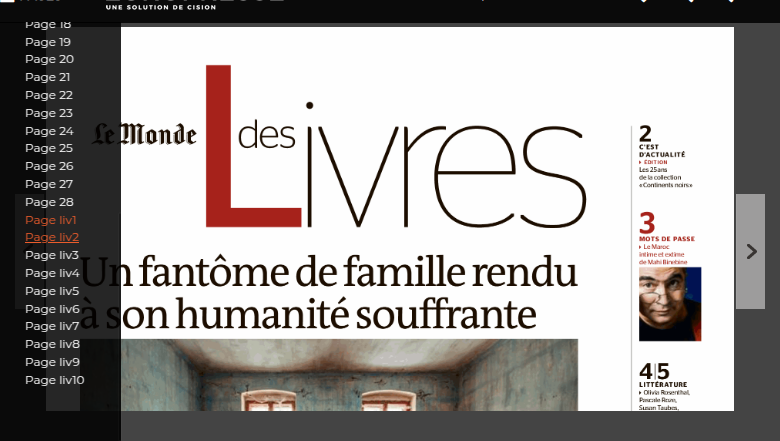 UNE SOLUTION DE CISION
Page 18
Page 19
Page 20
Page 21
Page 22
Page 23
Page 24
Page 25
Page 26
Page 27
Page 28
Page liv1
Page liv2
Page liv3
Page liv4
Page liv5
Page liv6
Page liv7
Page liv8
Page liv9
Page liv10
Le Monde
des
Livres
Un fantôme de famille rendu
à son humanité souffrante
2
C'EST
D'ACTUALITÉ
ÉDITION
Les 25 ans
de la collection
«Continents noirs»
3
MOTS DE PASSE
Le Maroc
intime et extime
de Mahi Binebine
4|5
LITTÉRATURE
Olivia Rosenthal,
Pascale Roze,
Susan Taubes,